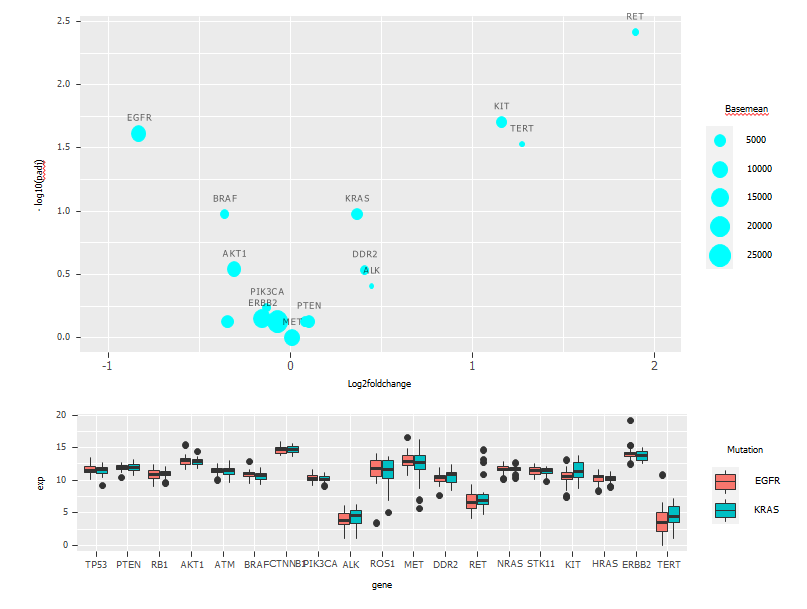 RET
2.5
2.0
KIT
EGFR
TERT
1.5
BRAF
KRAS
1.0
AKT1
DDR2
ALK
0.5
PIK3CA
ERBB2
PTEN
MET
0.0
-1
0
1
2
- log10(padj)
Log2foldchange
Basemean
5000
10000
15000
20000
25000
20
15
10
5
0
exp
TP53 PTEN RB1 AKT1 ATM BRAF CTNNB1 PIK3CA ALK ROS1 MET DDR2 RET NRAS STK11 KIT HRAS ERBB2 TERT
gene
Mutation
EGFR
KRAS